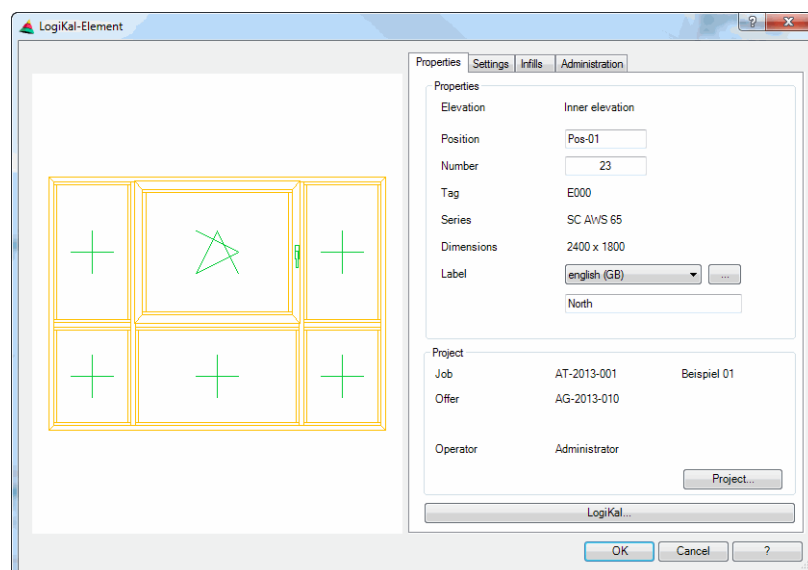 LogiKal-Element
?
Properties Settings Infills Administration
Properties
Elevation Inner elevation
Position Pos-01
Number 23
Tag E000
Series SC AWS 65
Dimensions 2400 x 1800
Label english (GB) ...
North
Project
Job AT-2013-001 Beispiel 01
Offer AG-2013-010
Operator Administrator
Project...
LogiKal...
OK Cancel ?